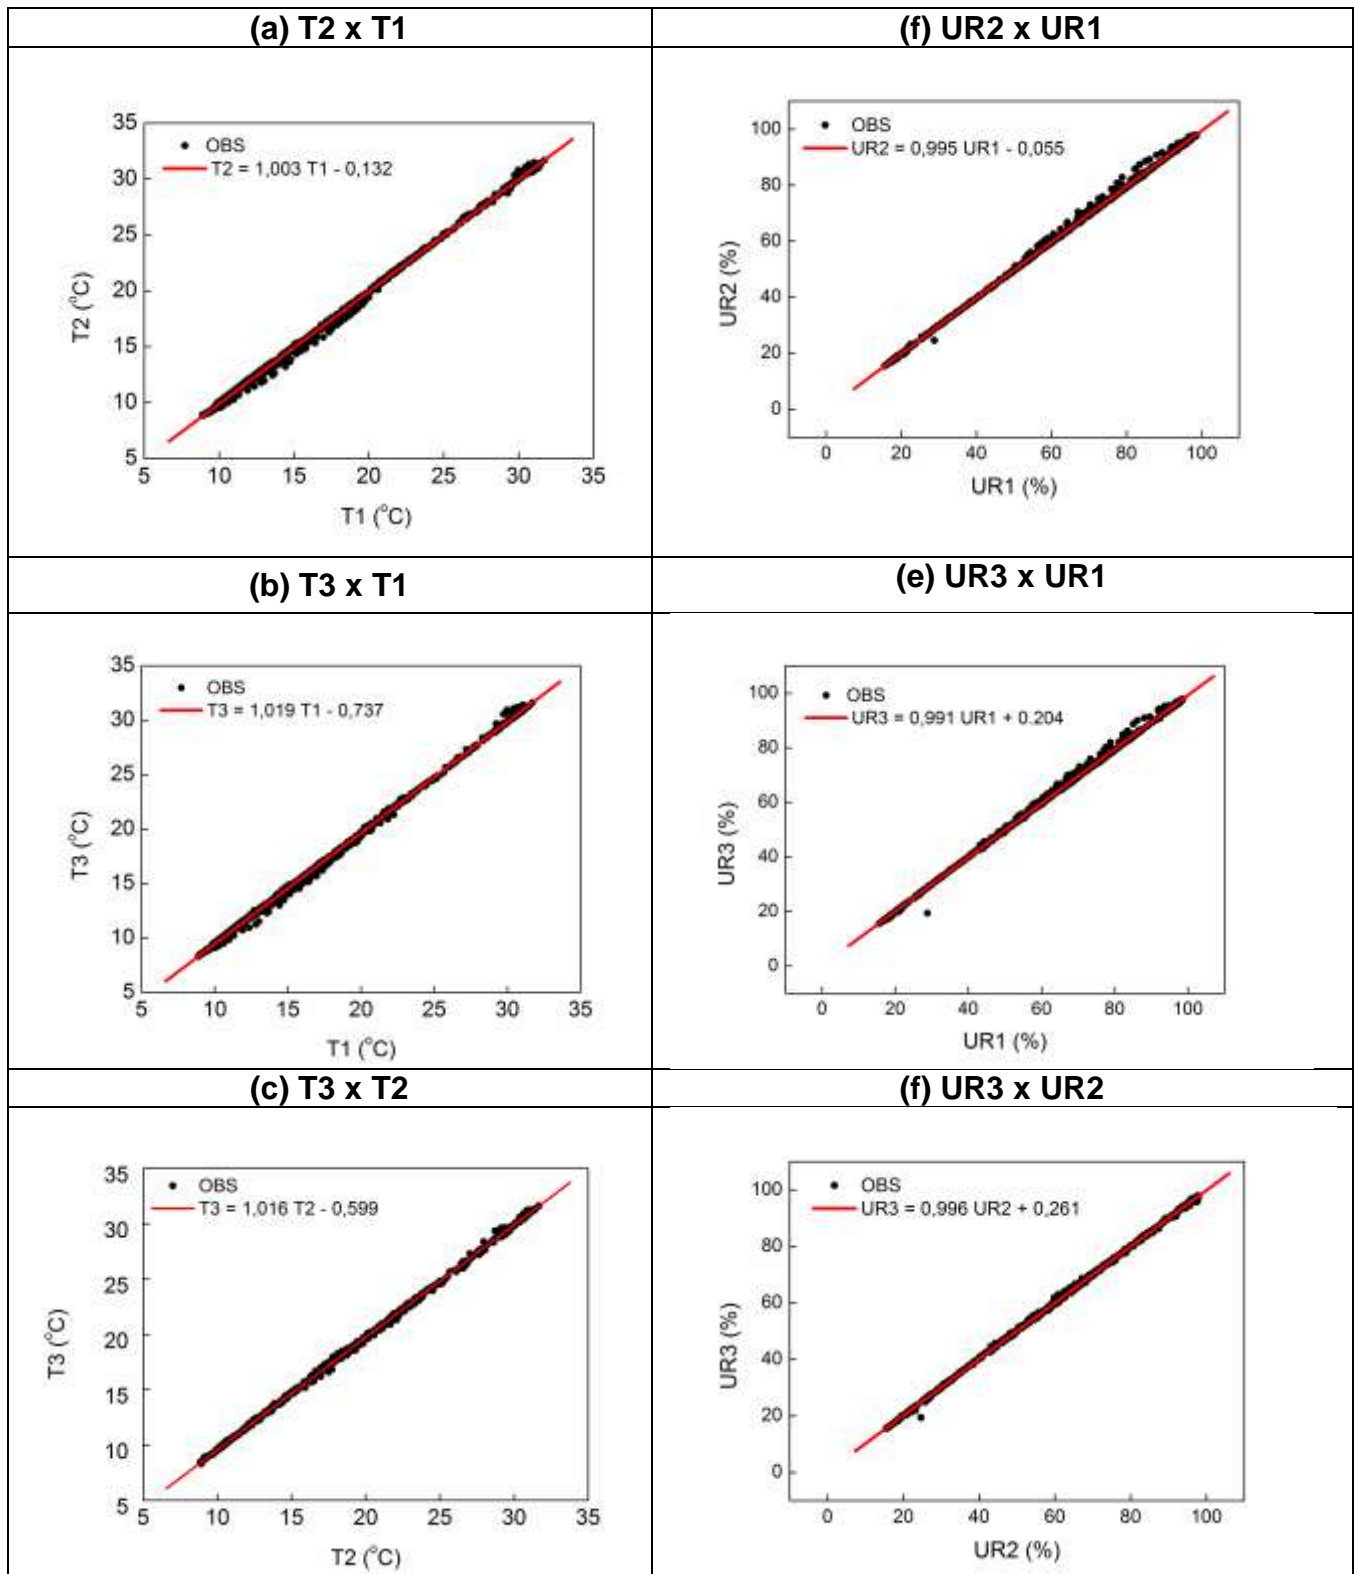 (a) T2 x T1
(f) UR2 x UR1
35
30
25
20
15
10
5
T2 (°C)
OBS
T2 = 1,003 T1 - 0,132
5 10 15 20 25 30 35
T1 (°C)
100
80
60
40
20
0
UR2 (%)
OBS
UR2 = 0,995 UR1 - 0,055
0 20 40 60 80 100
UR1 (%)
(b) T3 x T1
(e) UR3 x UR1
35
30
25
20
15
10
5
T3 (°C)
OBS
T3 = 1,019 T1 - 0,737
5 10 15 20 25 30 35
T1 (°C)
100
80
60
40
20
0
UR3 (%)
OBS
UR3 = 0,991 UR1 + 0.204
0 20 40 60 80 100
UR1 (%)
(c) T3 x T2
(f) UR3 x UR2
35
30
25
20
15
10
5
T3 (°C)
OBS
T3 = 1,016 T2 - 0,599
5 10 15 20 25 30 35
T2 (°C)
100
80
60
40
20
0
UR3 (%)
OBS
UR3 = 0,996 UR2 + 0,261
0 20 40 60 80 100
UR2 (%)